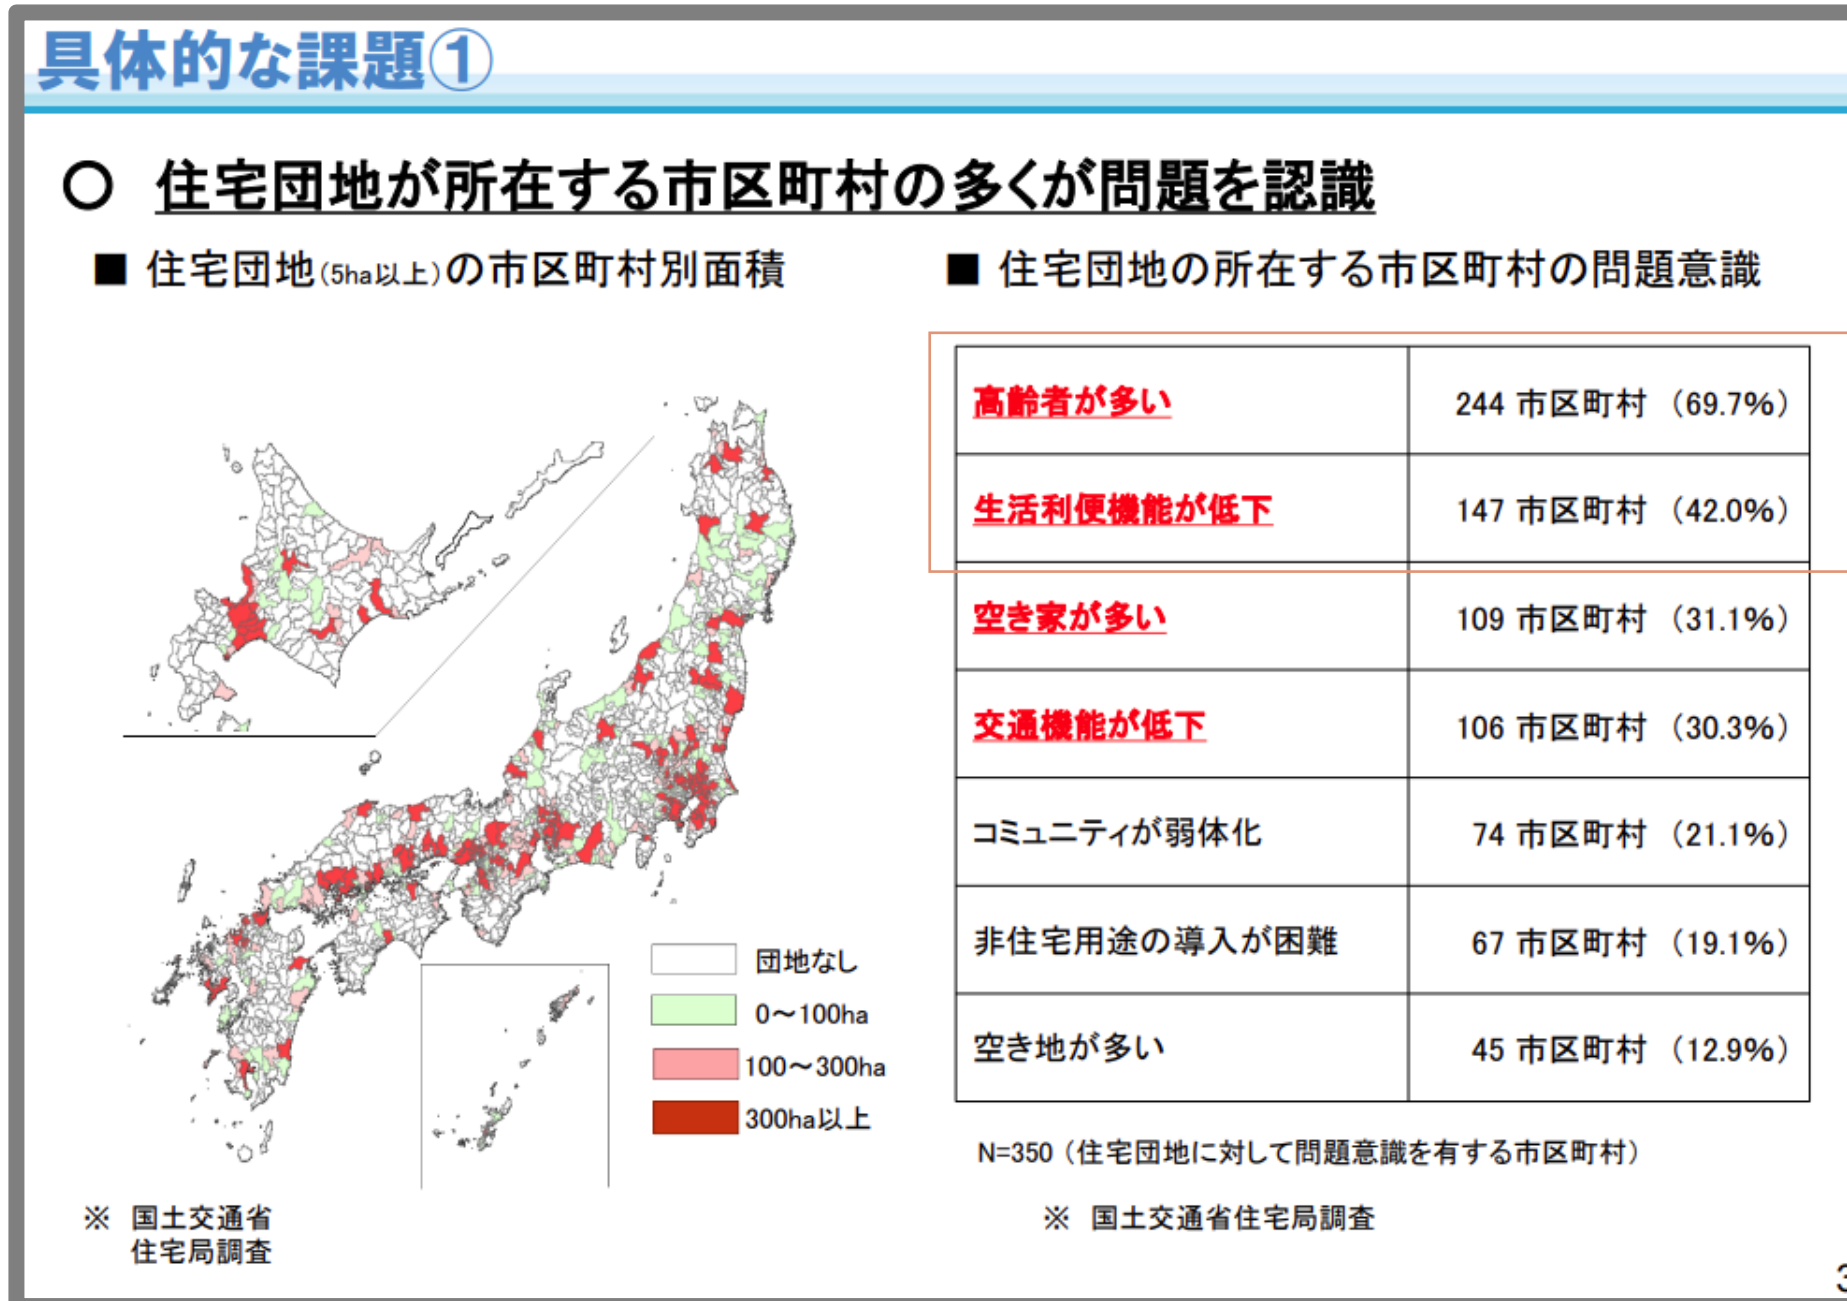 具体的な課題①
〇 住宅団地が所在する市区町村の多くが問題を認識
■ 住宅団地(5ha以上)の市区町村別面積
団地なし
0～100ha
100～300ha
300ha以上
※ 国土交通省
住宅局調査
■ 住宅団地の所在する市区町村の問題意識
高齢者が多い 244 市区町村 (69.7%)
生活利便機能が低下 147 市区町村 (42.0%)
空き家が多い 109 市区町村 (31.1%)
交通機能が低下 106 市区町村 (30.3%)
コミュニティが弱体化 74 市区町村 (21.1%)
非住宅用途の導入が困難 67 市区町村 (19.1%)
空き地が多い 45 市区町村 (12.9%)
N=350（住宅団地に対して問題意識を有する市区町村）
※ 国土交通省住宅局調査